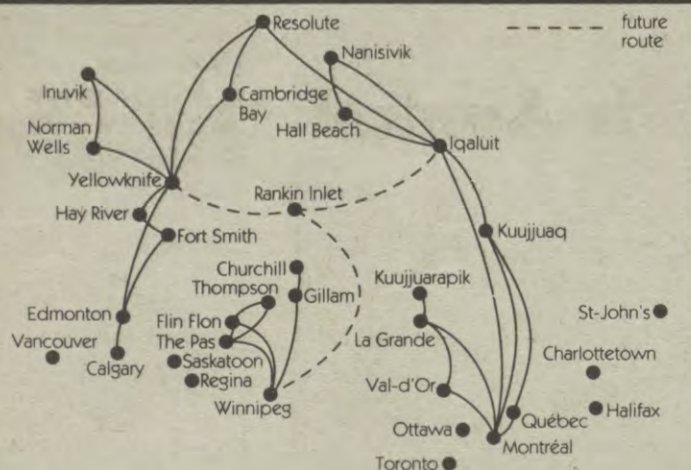 Resolute
future
route
Nanisivik
Inuvik
Cambridge
Bay
Hall Beach
Norman
Wells
Iqaluit
Yellowknife
Rankin Inlet
Hay River
Fort Smith
Kuujjuaq
Churchill
Thompson
Gillam
Kuujjuarapik
Edmonton
Flin Flon
La Grande
St-John's
Vancouver
The Pas
Calgary
Saskatoon
Charlottetown
Regina
Val-d'Or
Winnipeg
Québec
Halifax
Ottawa
Montréal
Toronto